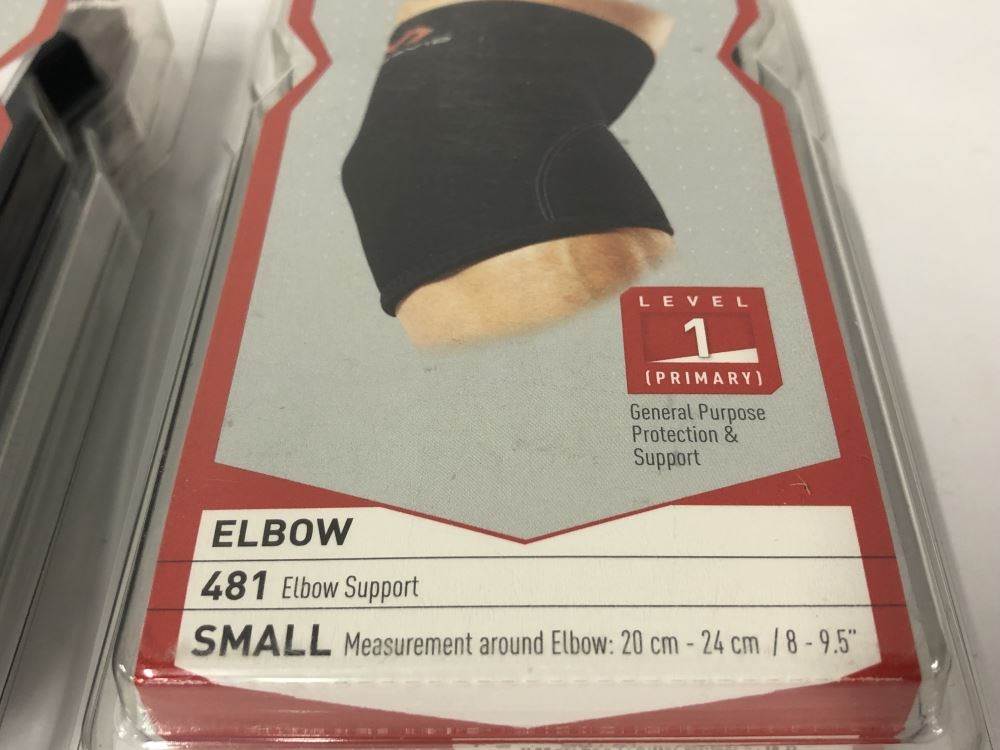 LEVEL
1
(PRIMARY)
General Purpose
Protection &
Support
ELBOW
481 Elbow Support
SMALL Measurement around Elbow: 20 cm - 24 cm / 8 - 9.5"